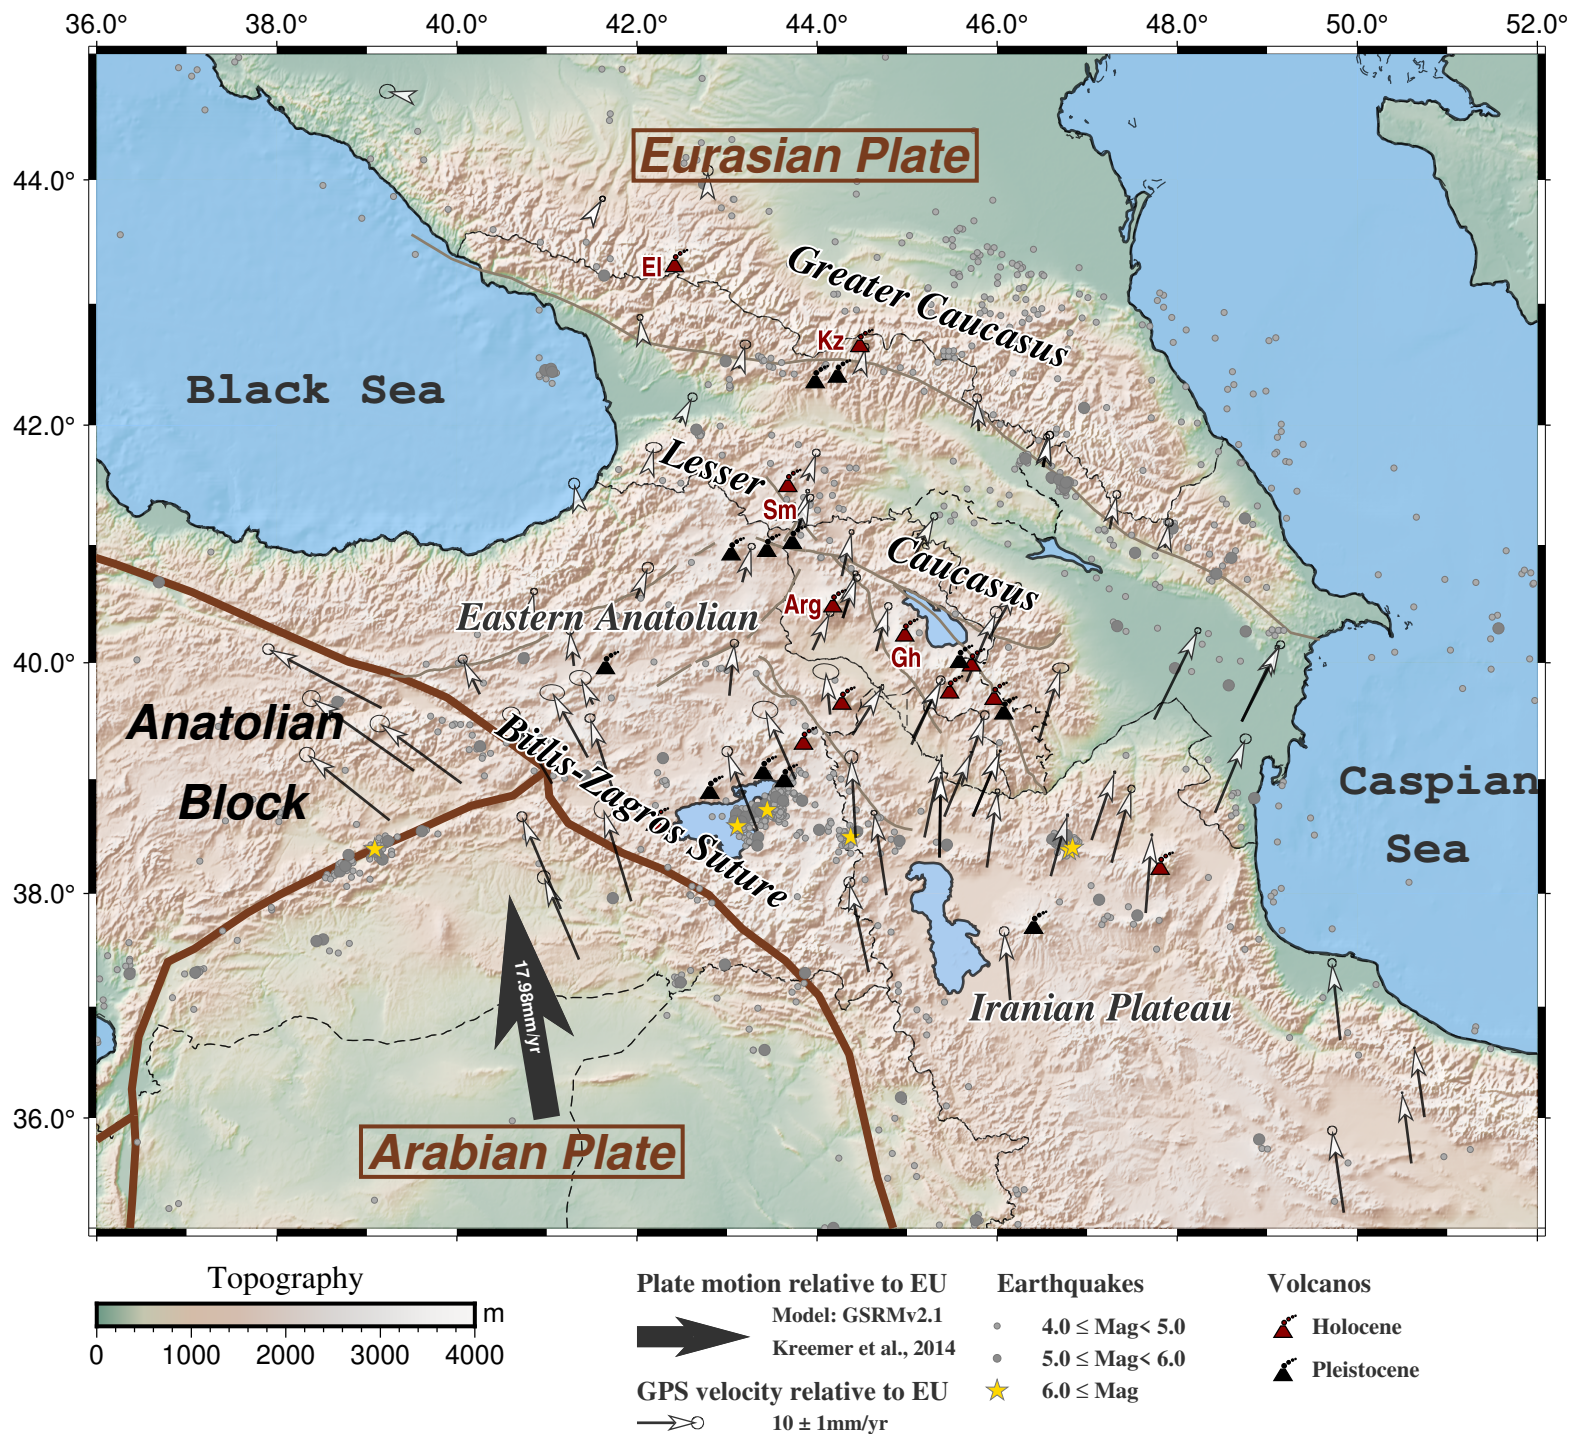 36.0° 38.0° 40.0° 42.0° 44.0° 46.0° 48.0° 50.0° 52.0°
44.0°
42.0°
40.0°
38.0°
36.0°
Eurasian Plate
El
Greater Caucasus
Kz
Black Sea
Lesser
Sm
Caucasus
Arg
Eastern Anatolian
Gh
Anatolian
Block
Bitlis-Zagros Suture
Caspian
Sea
17.98mm/yr
Iranian Plateau
Arabian Plate
Topography
m
0 1000 2000 3000 4000
Plate motion relative to EU
Model: GSRMv2.1
Kreemer et al., 2014
GPS velocity relative to EU
10 ± 1mm/yr
Earthquakes
4.0 ≤ Mag< 5.0
5.0 ≤ Mag< 6.0
6.0 ≤ Mag
Volcanos
Holocene
Pleistocene